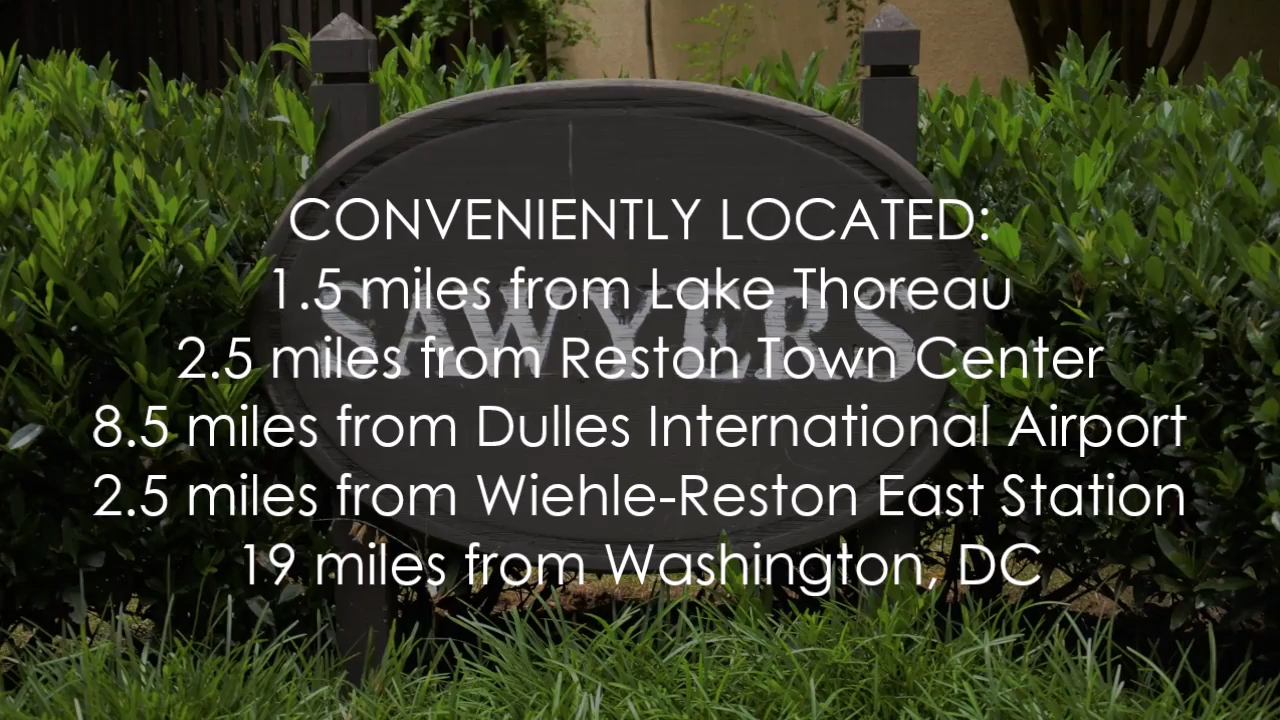 CONVENIENTLY LOCATED:
1.5 miles from Lake Thoreau
SAWYERS
2.5 miles from Reston Town Center
8.5 miles from Dulles International Airport
2.5 miles from Wiehle-Reston East Station
19 miles from Washington, DC